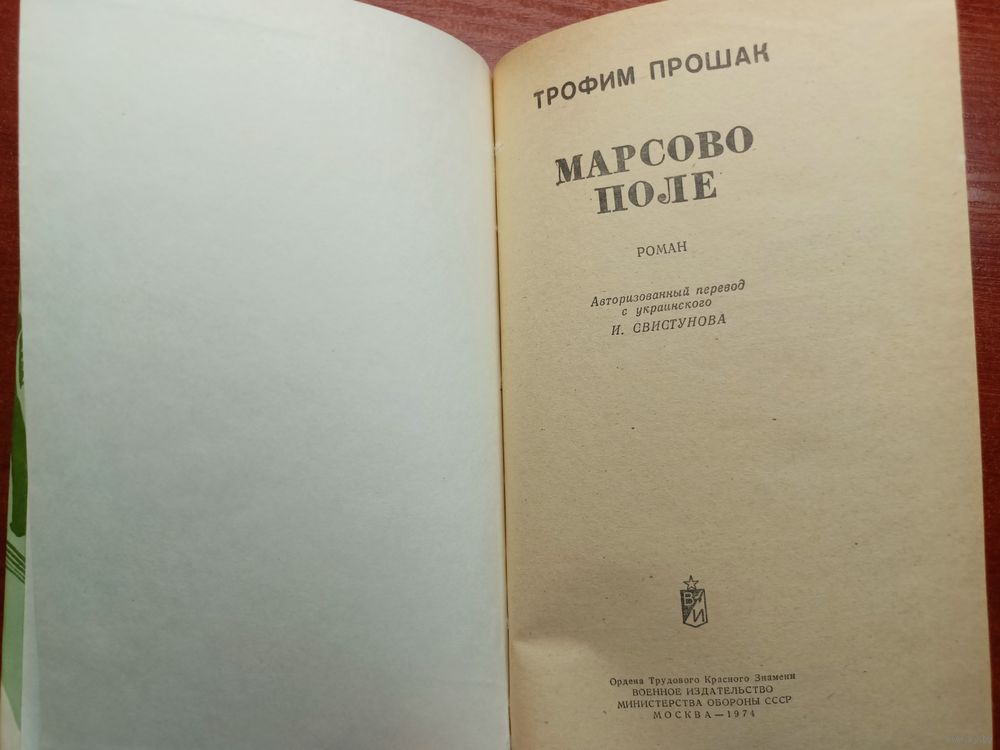 ТРОФИМ ПРОШАК
МАРСОВО
ПОЛЕ
РОМАН
Авторизованный перевод
с украинского
И. СВИСТУНОВА
В
И
Ордена Трудового Красного Знамени
ВОЕННОЕ ИЗДАТЕЛЬСТВО
МИНИСТЕРСТВА ОБОРОНЫ СССР
МОСКВА — 1974